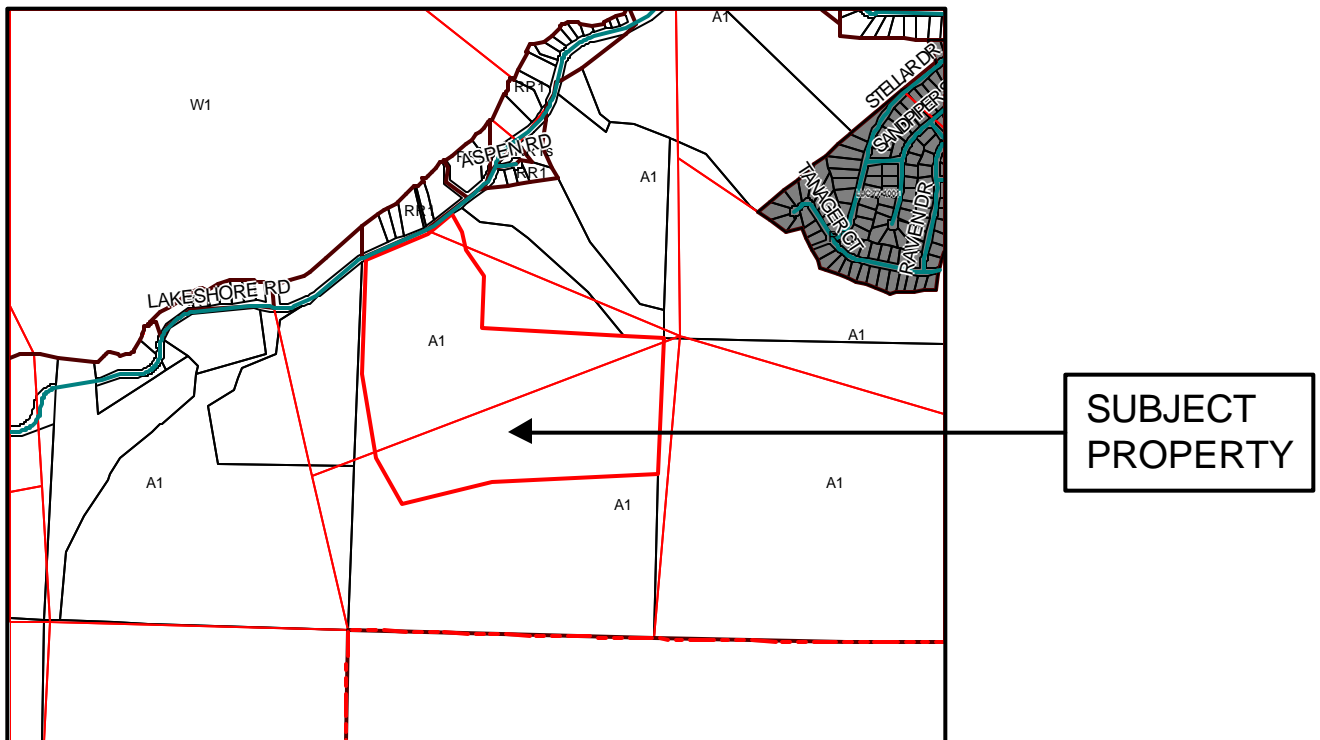 A1
W1
STELLAR DR
RR1
SANDPIPER
ASPEN RD
A1
RR1
TANAGER CT
RAVEN DR
RR1
LAKESHORE RD
A1
A1
SUBJECT
PROPERTY
A1
A1
A1